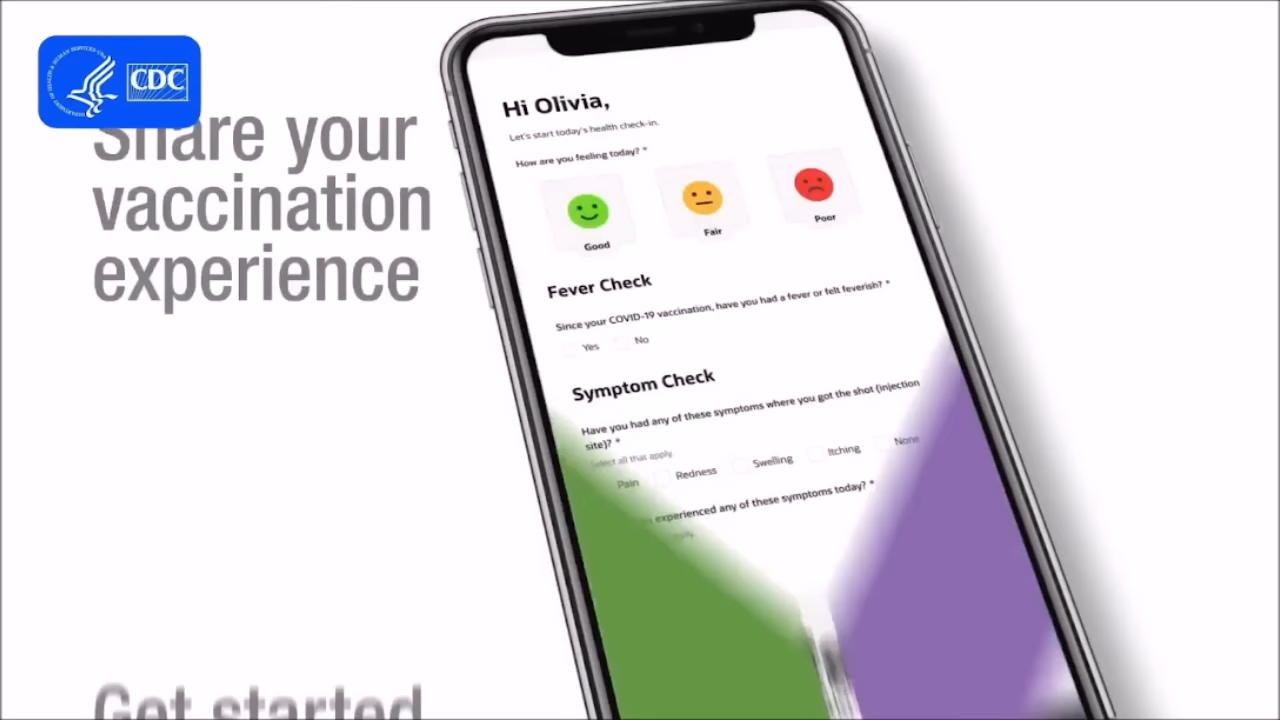 CDC
Share your
vaccination
experience
Get started
Hi Olivia,
Let's start today's health check-in.
How are you feeling today? *
Good Fair Poor
Fever Check
Since your COVID-19 vaccination, have you had a fever or felt feverish? *
Yes No
Symptom Check
Have you had any of these symptoms where you got the shot (injection
site)? *
Select all that apply.
Pain Redness Swelling Itching None
experienced any of these symptoms today? *